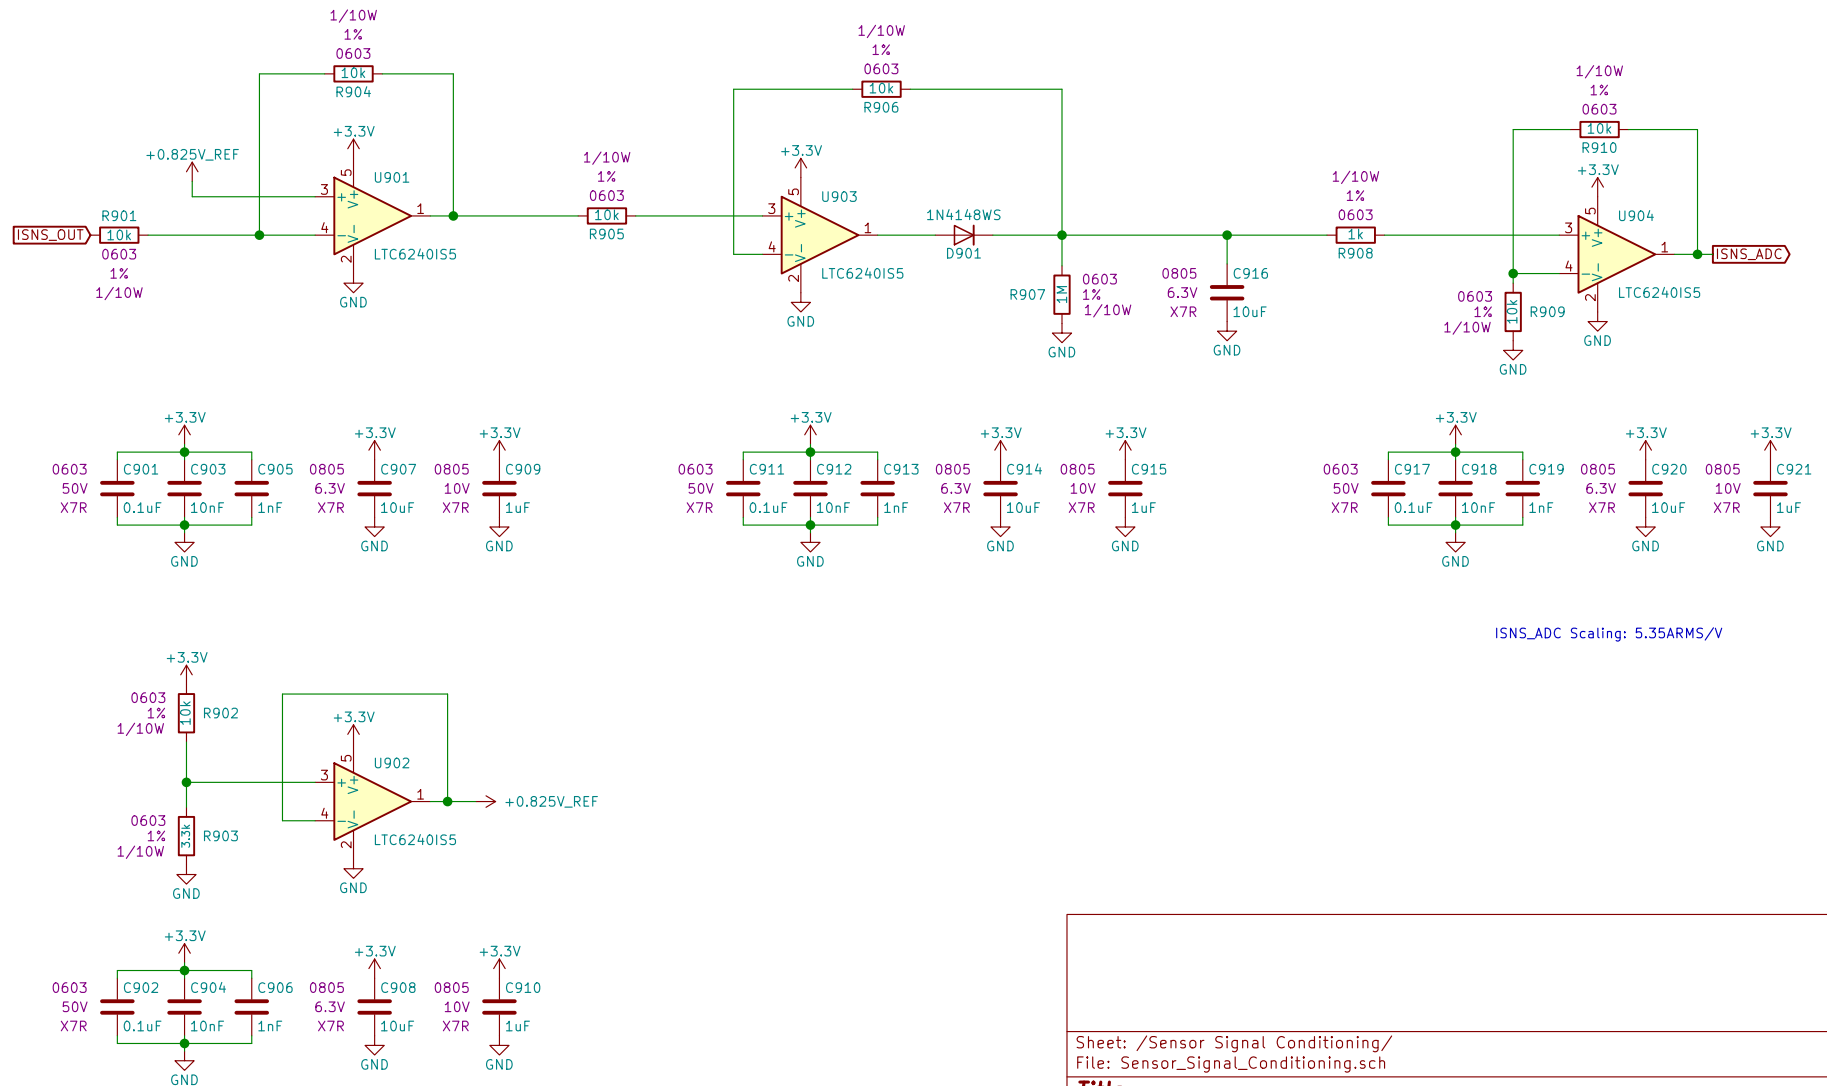 1/10W
1%
0603
10k
R904
+3.3V
+0.825V_REF
U901
5
V+
3
+
4
−
V-
2
1
LTC6240IS5
GND
ISNS_OUT
R901
10k
0603
1%
1/10W
1/10W
1%
0603
10k
R905
1/10W
1%
0603
10k
R906
+3.3V
U903
5
V+
3
+
4
−
V-
2
1
LTC6240IS5
GND
1N4148WS
D901
R907
1M
0603
1%
1/10W
GND
0805
6.3V
X7R
C916
10uF
GND
1/10W
1%
0603
1k
R908
1/10W
1%
0603
10k
R910
+3.3V
U904
5
V+
3
+
4
−
V-
2
1
LTC6240IS5
GND
ISNS_ADC
0603
1%
1/10W
10k
R909
GND
+3.3V
0603
50V
X7R
C901
0.1uF
C903
10nF
C905
1nF
GND
+3.3V
0805
6.3V
X7R
C907
10uF
GND
+3.3V
0805
10V
X7R
C909
1uF
GND
+3.3V
0603
50V
X7R
C911
0.1uF
C912
10nF
C913
1nF
GND
+3.3V
0805
6.3V
X7R
C914
10uF
GND
+3.3V
0805
10V
X7R
C915
1uF
GND
+3.3V
0603
50V
X7R
C917
0.1uF
C918
10nF
C919
1nF
GND
+3.3V
0805
6.3V
X7R
C920
10uF
GND
+3.3V
0805
10V
X7R
C921
1uF
GND
ISNS_ADC Scaling: 5.35ARMS/V
+3.3V
0603
1%
1/10W
10k
R902
0603
1%
1/10W
3.3k
R903
GND
+3.3V
U902
5
V+
3
+
4
−
V-
2
1
LTC6240IS5
GND
+0.825V_REF
+3.3V
0603
50V
X7R
C902
0.1uF
C904
10nF
C906
1nF
GND
+3.3V
0805
6.3V
X7R
C908
10uF
GND
+3.3V
0805
10V
X7R
C910
1uF
GND
Sheet: /Sensor Signal Conditioning/
File: Sensor_Signal_Conditioning.sch